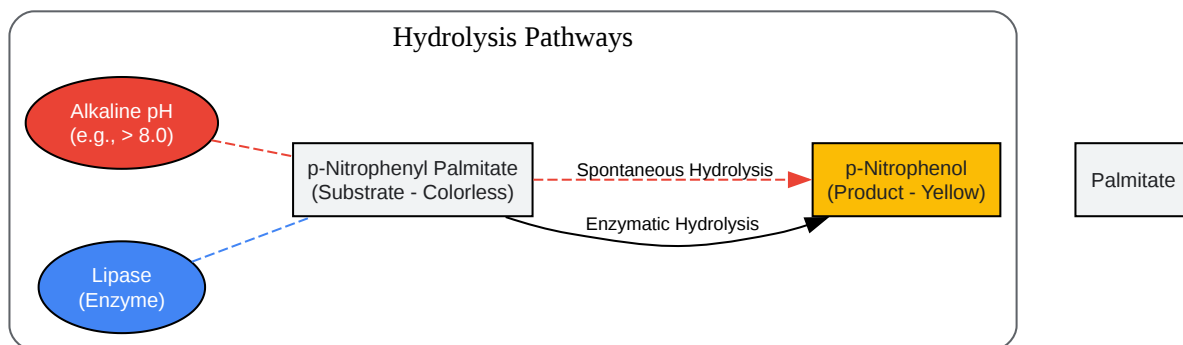 Hydrolysis Pathways
Alkaline pH
(e.g., > 8.0)
p-Nitrophenyl Palmitate
(Substrate - Colorless)
Spontaneous Hydrolysis
p-Nitrophenol
(Product - Yellow)
Palmitate
Enzymatic Hydrolysis
Lipase
(Enzyme)